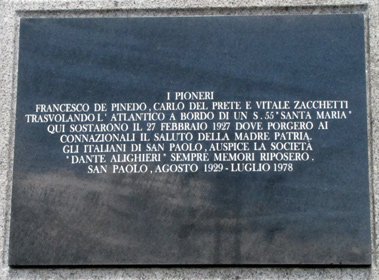 I PIONERI
FRANCESCO DE PINEDO, CARLO DEL PRETE E VITALE ZACCHETTI
TRASVOLANDO L'ATLANTICO A BORDO DI UN S.55 "SANTA MARIA"
QUI SOSTARONO IL 27 FEBBRAIO 1927 DOVE PORGERO AI
CONNAZIONALI IL SALUTO DELLA MADRE PATRIA.
GLI ITALIANI DI SAN PAOLO, AUSPICE LA SOCIETÀ
"DANTE ALIGHIERI" SEMPRE MEMORI RIPOSERO.
SAN PAOLO, AGOSTO 1929 - LUGLIO 1978